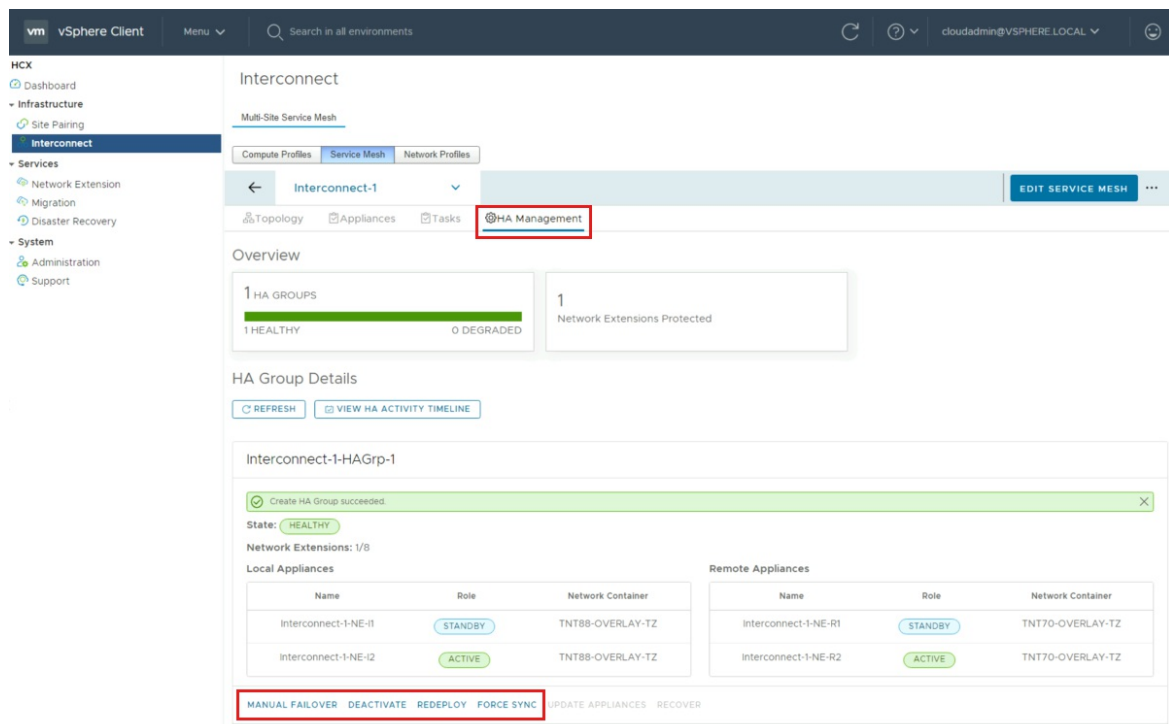 vm vSphere Client Menu Search in all environments cloudadmin@VSPHERE.LOCAL
HCX
Dashboard
Infrastructure
Site Pairing
Interconnect
Services
Network Extension
Migration
Disaster Recovery
System
Administration
Support
Interconnect
Multi-Site Service Mesh
Compute Profiles Service Mesh Network Profiles
Interconnect-1 EDIT SERVICE MESH
Topology Appliances Tasks HA Management
Overview
1 HA GROUPS
1 HEALTHY 0 DEGRADED
1
Network Extensions Protected
HA Group Details
REFRESH VIEW HA ACTIVITY TIMELINE
Interconnect-1-HAGrp-1
Create HA Group succeeded.
State: HEALTHY
Network Extensions: 1/8
Local Appliances
Name Role Network Container
Interconnect-1-NE-I1 STANDBY TNT88-OVERLAY-TZ
Interconnect-1-NE-I2 ACTIVE TNT88-OVERLAY-TZ
Remote Appliances
Name Role Network Container
Interconnect-1-NE-R1 STANDBY TNT70-OVERLAY-TZ
Interconnect-1-NE-R2 ACTIVE TNT70-OVERLAY-TZ
MANUAL FAILOVER DEACTIVATE REDEPLOY FORCE SYNC UPDATE APPLIANCES RECOVER